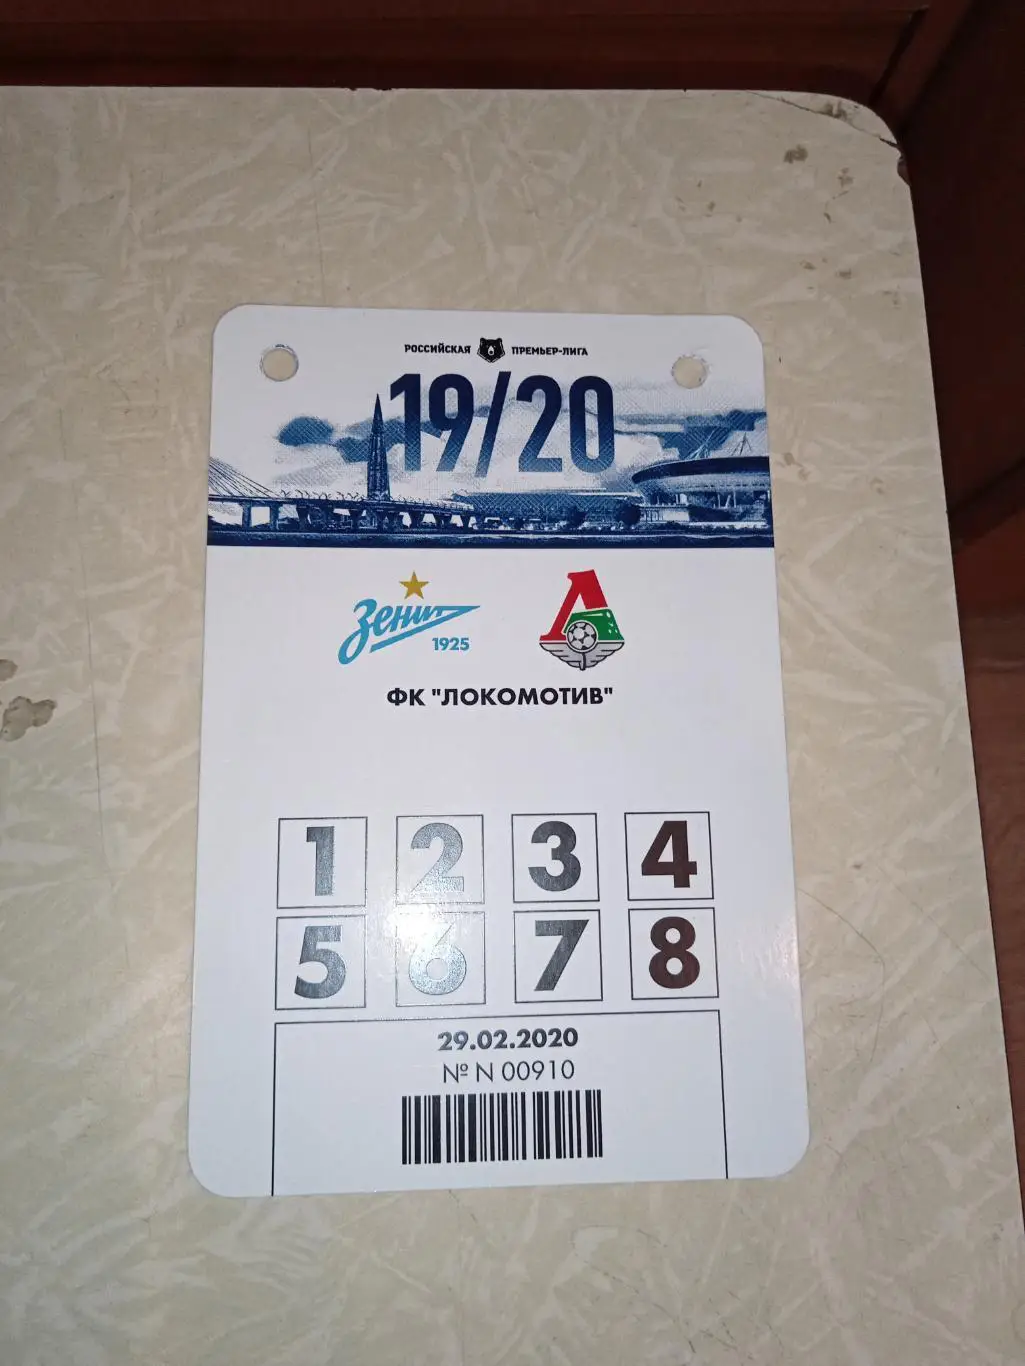 РОССИЙСКАЯ ПРЕМЬЕР-ЛИГА
19/20
Зенит
1925
ФК "ЛОКОМОТИВ"
1 2 3 4
5 6 7 8
29.02.2020
№ N 00910